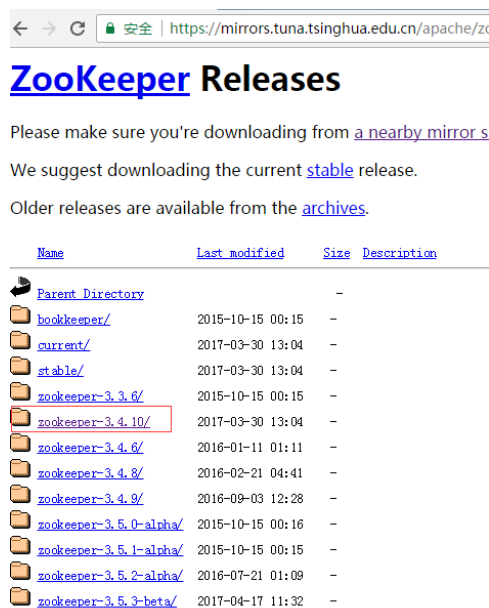 安全 | https://mirrors.tuna.tsinghua.edu.cn/apache/zo
ZooKeeper Releases
Please make sure you're downloading from a nearby mirror s
We suggest downloading the current stable release.
Older releases are available from the archives.
Name Last modified Size Description
Parent Directory -
bookkeeper/ 2015-10-15 00:15 -
current/ 2017-03-30 13:04 -
stable/ 2017-03-30 13:04 -
zookeeper-3.3.6/ 2015-10-15 00:15 -
zookeeper-3.4.10/ 2017-03-30 13:04 -
zookeeper-3.4.6/ 2016-01-11 01:11 -
zookeeper-3.4.8/ 2016-02-21 04:41 -
zookeeper-3.4.9/ 2016-09-03 12:28 -
zookeeper-3.5.0-alpha/ 2015-10-15 00:16 -
zookeeper-3.5.1-alpha/ 2015-10-15 00:15 -
zookeeper-3.5.2-alpha/ 2016-07-21 01:09 -
zookeeper-3.5.3-beta/ 2017-04-17 11:32 -